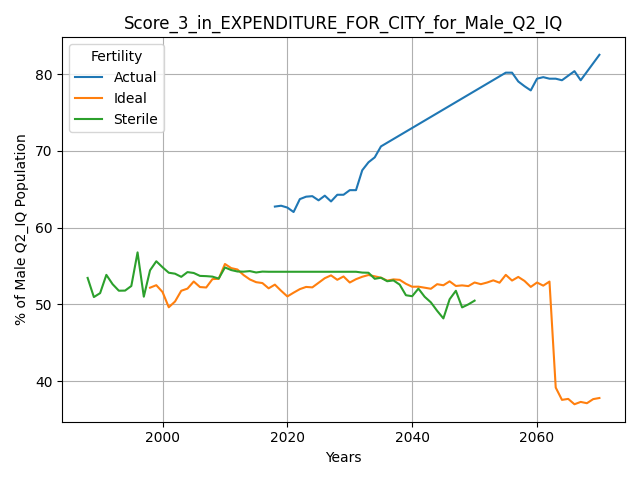 Score_3_in_EXPENDITURE_FOR_CITY_for_Male_Q2_IQ
Fertility
Actual
Ideal
Sterile
% of Male Q2_IQ Population
80
70
60
50
40
2000
2020
2040
2060
Years